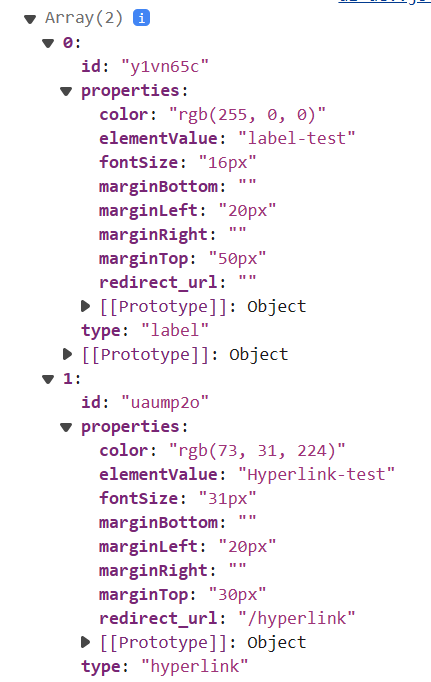 Array(2) i
0:
id: "y1vn65c"
properties:
color: "rgb(255, 0, 0)"
elementValue: "label-test"
fontSize: "16px"
marginBottom: ""
marginLeft: "20px"
marginRight: ""
marginTop: "50px"
redirect_url: ""
[[Prototype]]: Object
type: "label"
[[Prototype]]: Object
1:
id: "uaump2o"
properties:
color: "rgb(73, 31, 224)"
elementValue: "Hyperlink-test"
fontSize: "31px"
marginBottom: ""
marginLeft: "20px"
marginRight: ""
marginTop: "30px"
redirect_url: "/hyperlink"
[[Prototype]]: Object
type: "hyperlink"